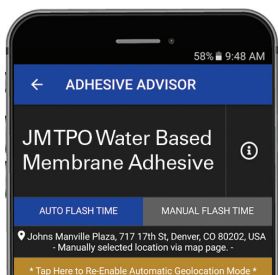 58% 9:48 AM
← ADHESIVE ADVISOR
JM TPO Water Based
Membrane Adhesive
AUTO FLASH TIME MANUAL FLASH TIME
Johns Manville Plaza, 717 17th St, Denver, CO 80202, USA
- Manually selected location via map page. -
* Tap Here to Re-Enable Automatic Geolocation Mode *